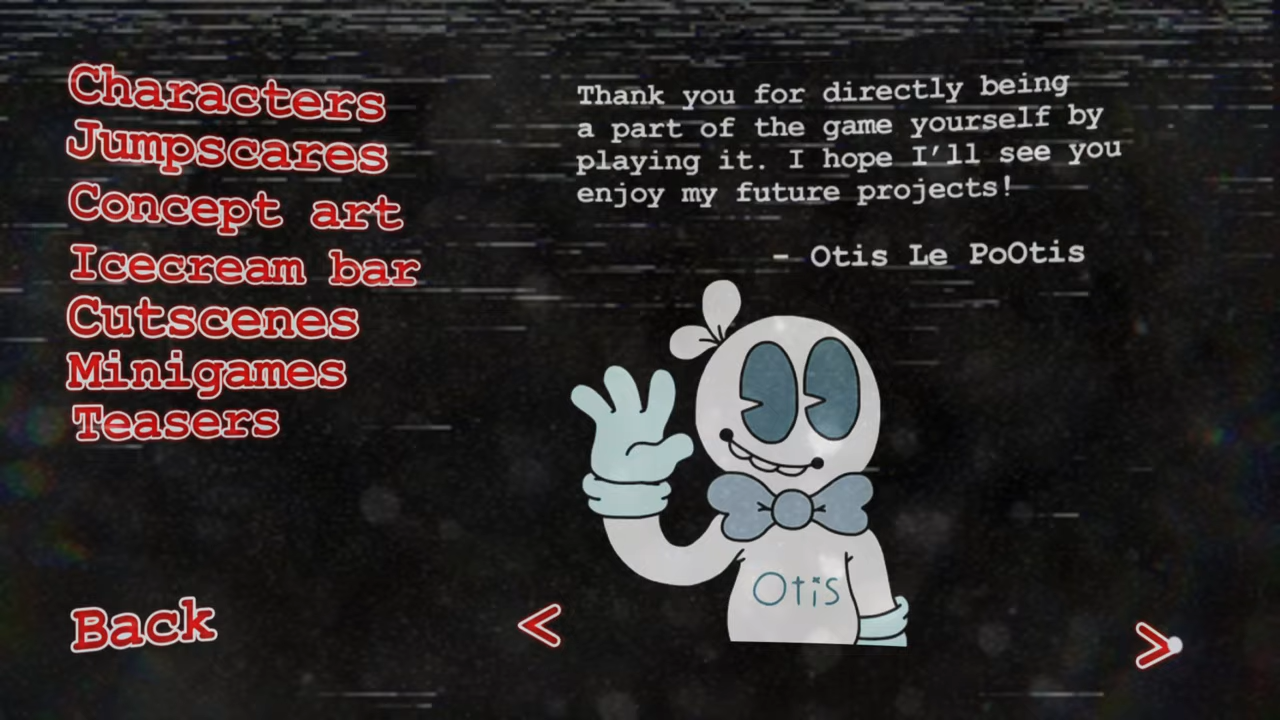 Characters
Jumpscares
Concept art
Icecream bar
Cutscenes
Minigames
Teasers
Back
Thank you for directly being
a part of the game yourself by
playing it. I hope I'll see you
enjoy my future projects!
- Otis Le PoOtis
Otis
<
>